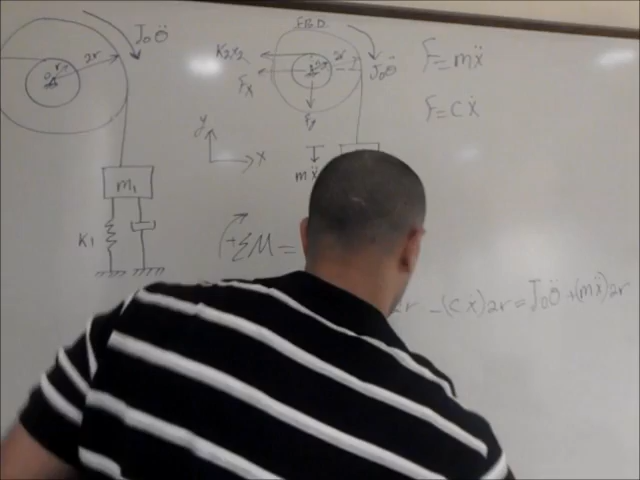 J₀θ̈
r
2r
m₁
K₁
FBD
K₂x₂
2r
J₀θ̈
Fx
Fy
y
x
mẍ
F=mẍ
F=cẋ
+ΣM=
2r -(cẋ)2r=J₀θ̈+(mẍ)2r